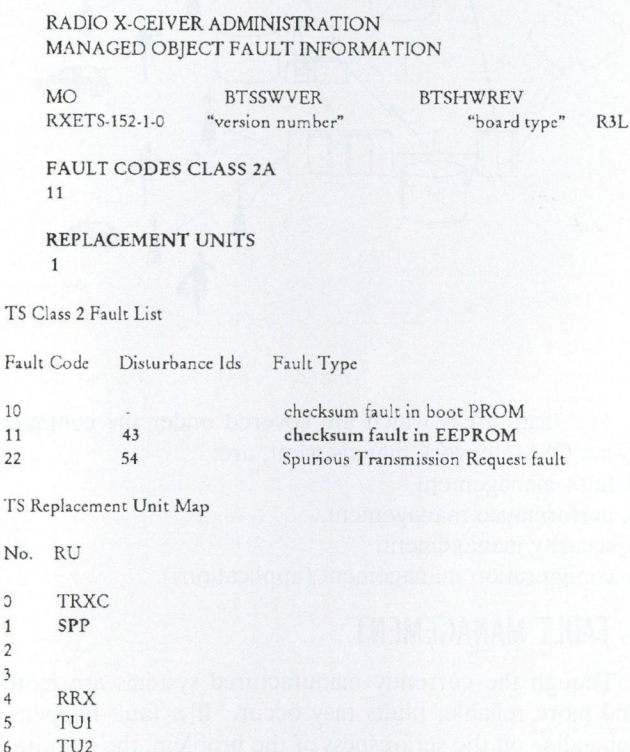 RADIO X-CEIVER ADMINISTRATION
MANAGED OBJECT FAULT INFORMATION
MO BTSSWVER BTSHWREV
RXETS-152-1-0 "version number" "board type" R3L
FAULT CODES CLASS 2A
11
REPLACEMENT UNITS
1
TS Class 2 Fault List
Fault Code Disturbance Ids Fault Type
10 - checksum fault in boot PROM
11 43 checksum fault in EEPROM
22 54 Spurious Transmission Request fault
TS Replacement Unit Map
No. RU
0 TRXC
1 SPP
2
3
4 RRX
5 TU1
6 TU2